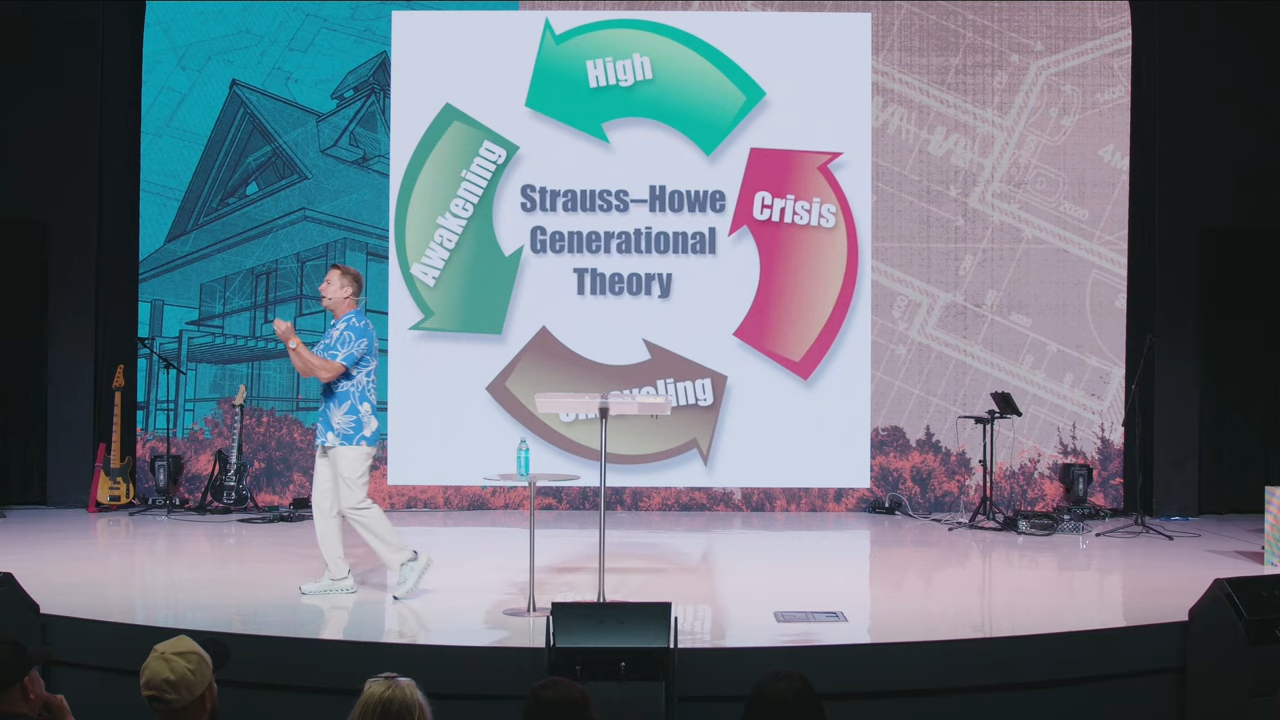 High
Awakening
Strauss–Howe
Generational
Theory
Crisis